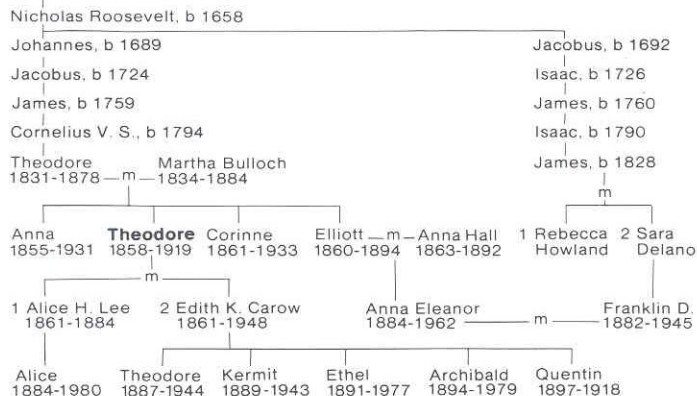 Nicholas Roosevelt, b 1658
Johannes, b 1689 Jacobus, b 1692
Jacobus, b 1724 Isaac, b 1726
James, b 1759 James, b 1760
Cornelius V. S., b 1794 Isaac, b 1790
Theodore Martha Bulloch James, b 1828
1831-1878 m 1834-1884
m
Anna Theodore Corinne Elliott m Anna Hall 1 Rebecca 2 Sara
1855-1931 1858-1919 1861-1933 1860-1894 1863-1892 Howland Delano
m
1 Alice H. Lee 2 Edith K. Carow Anna Eleanor Franklin D.
1861-1884 1861-1948 1884-1962 m 1882-1945
Alice Theodore Kermit Ethel Archibald Quentin
1884-1980 1887-1944 1889-1943 1891-1977 1894-1979 1897-1918